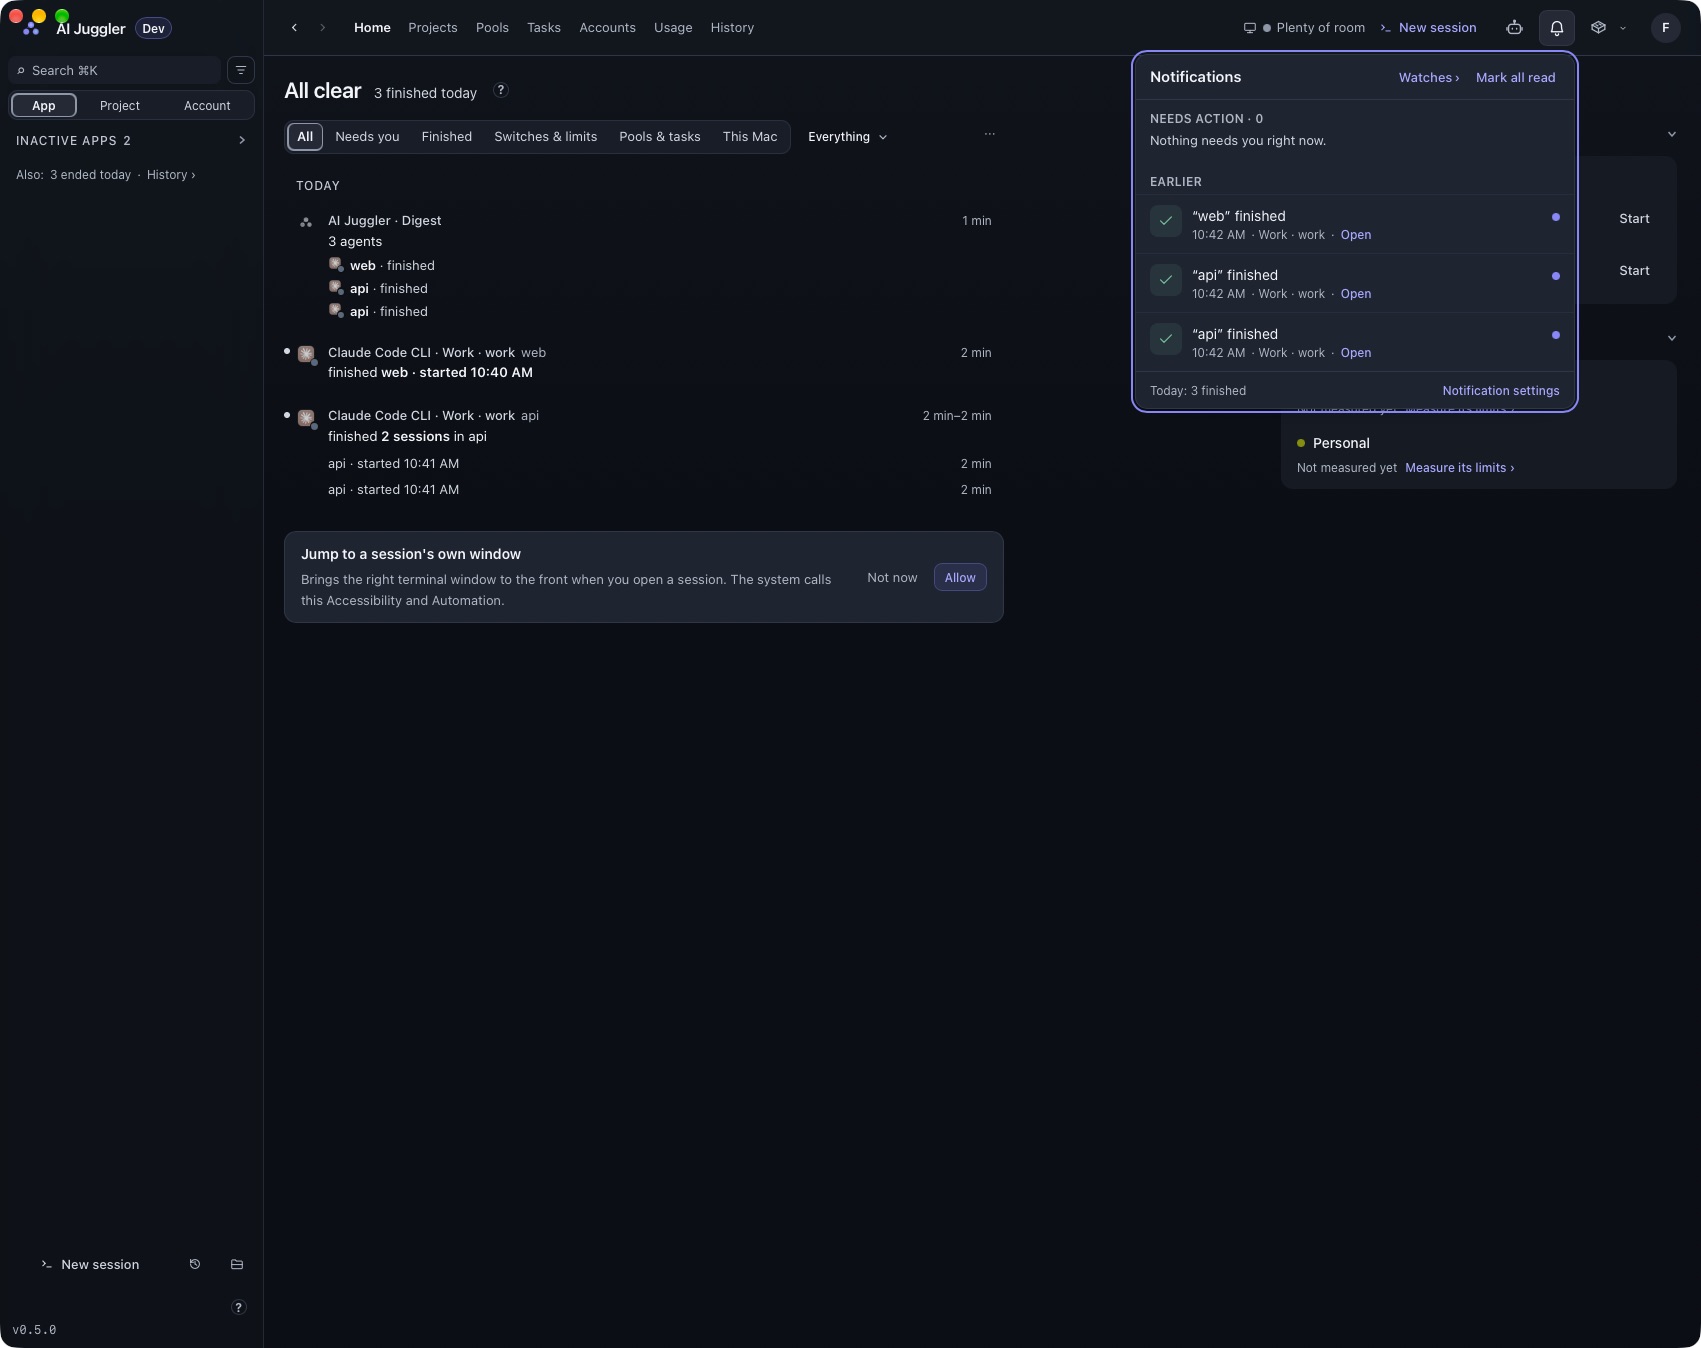 AI Juggler Dev
Search ⌘K
App Project Account
INACTIVE APPS 2
Also: 3 ended today · History ›
New session
?
v0.5.0
Home Projects Pools Tasks Accounts Usage History
Plenty of room New session F
All clear 3 finished today ?
All Needs you Finished Switches & limits Pools & tasks This Mac Everything ...
TODAY
AI Juggler · Digest 1 min
3 agents
web · finished
api · finished
api · finished
Claude Code CLI · Work · work web 2 min
finished web · started 10:40 AM
Claude Code CLI · Work · work api 2 min–2 min
finished 2 sessions in api
api · started 10:41 AM 2 min
api · started 10:41 AM 2 min
Jump to a session's own window
Brings the right terminal window to the front when you open a session. The system calls
this Accessibility and Automation.
Not now Allow
Notifications Watches › Mark all read
NEEDS ACTION · 0
Nothing needs you right now.
EARLIER
“web” finished
10:42 AM · Work · work · Open
“api” finished
10:42 AM · Work · work · Open
“api” finished
10:42 AM · Work · work · Open
Today: 3 finished Notification settings
Start
Start
Not measured yet Measure its limits ›
Personal
Not measured yet Measure its limits ›